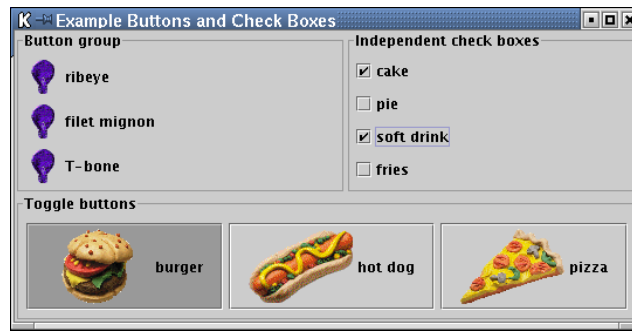 Example Buttons and Check Boxes
Button group
ribeye
filet mignon
T-bone
Independent check boxes
cake
pie
soft drink
fries
Toggle buttons
burger
hot dog
pizza